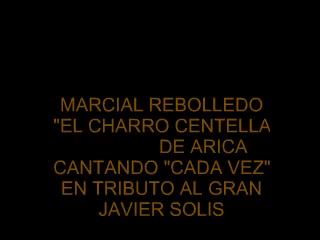 MARCIAL REBOLLEDO
"EL CHARRO CENTELLA
DE ARICA
CANTANDO "CADA VEZ"
EN TRIBUTO AL GRAN
JAVIER SOLIS